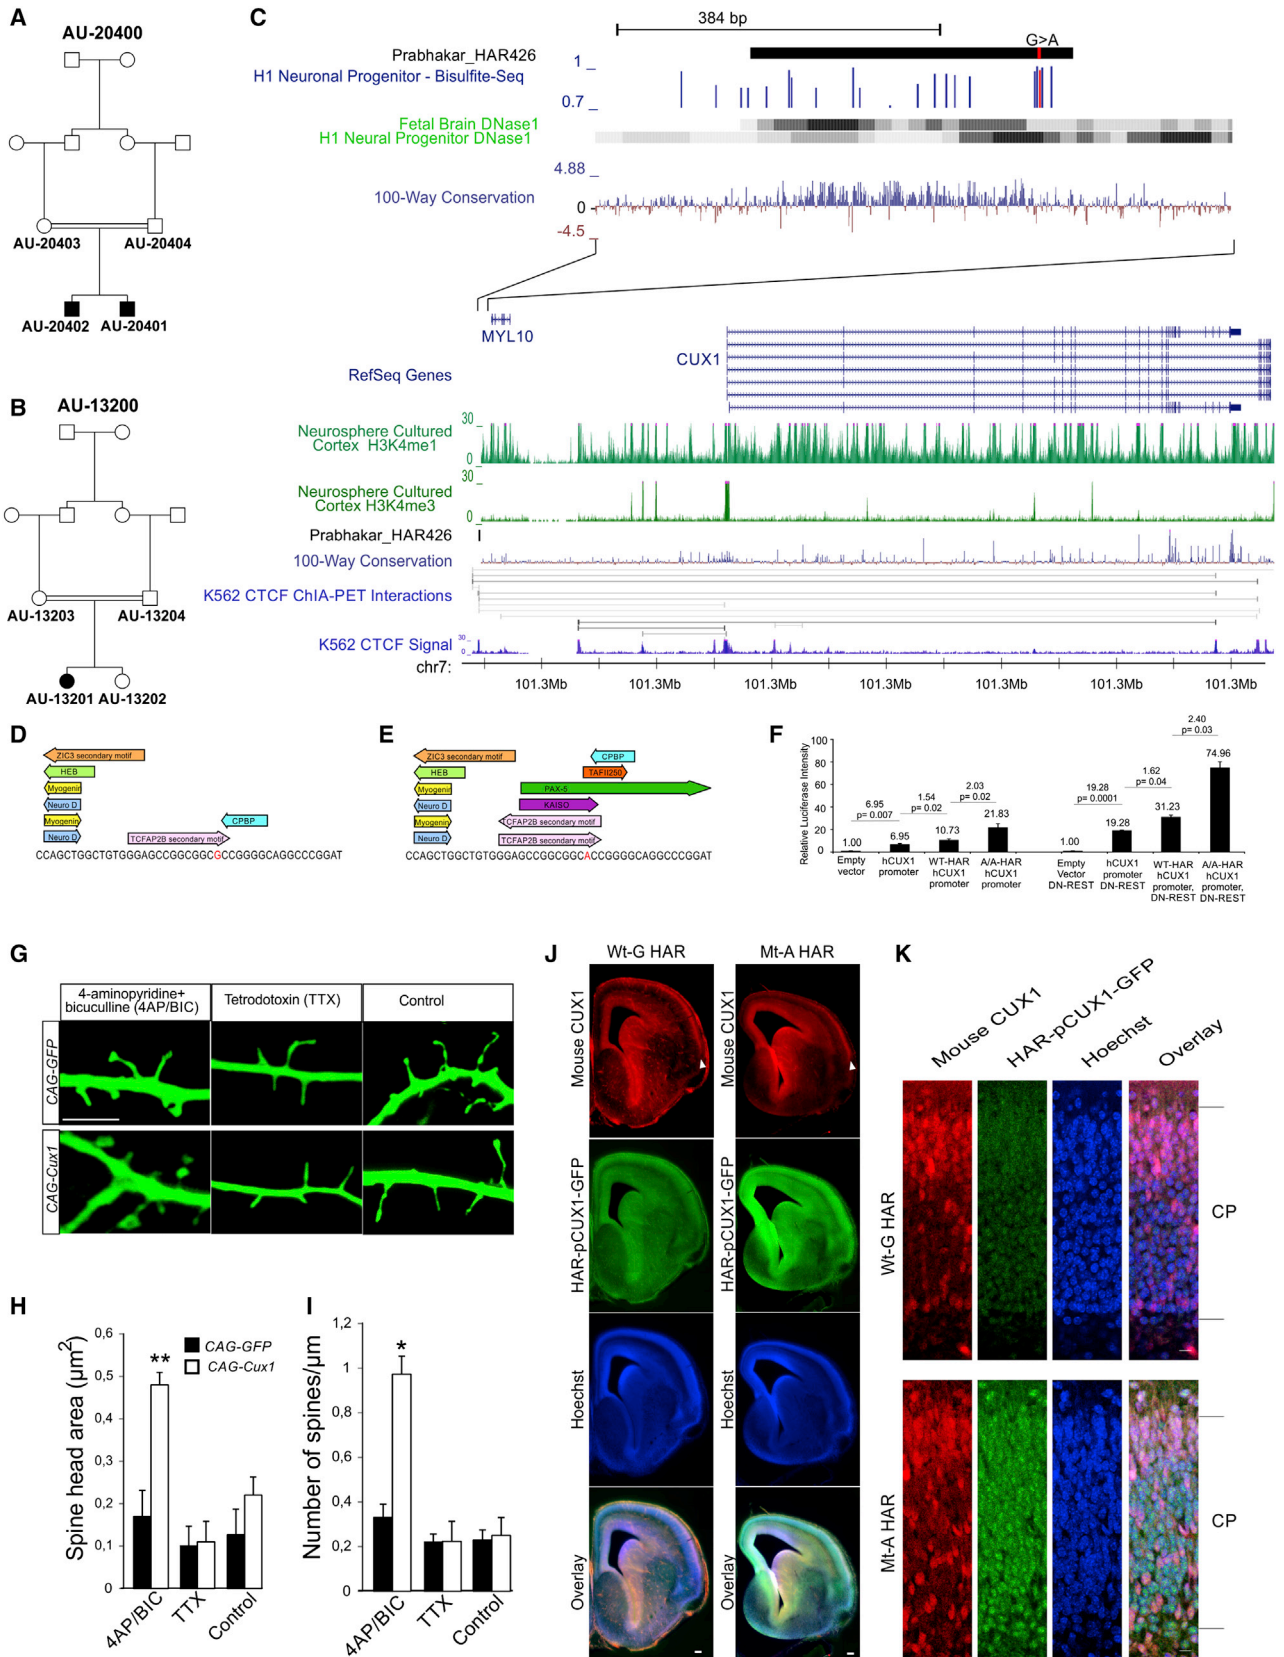 A
AU-20400
AU-20403
AU-20404
AU-20402
AU-20401
B
AU-13200
AU-13203
AU-13204
AU-13201
AU-13202
C
384 bp
G>A
Prabhakar_HAR426
1
H1 Neuronal Progenitor - Bisulfite-Seq
0.7
Fetal Brain DNase1
H1 Neural Progenitor DNase1
4.88
100-Way Conservation
0
-4.5
MYL10
CUX1
RefSeq Genes
30
Neurosphere Cultured
Cortex H3K4me1
0
30
Neurosphere Cultured
Cortex H3K4me3
0
Prabhakar_HAR426
100-Way Conservation
K562 CTCF ChIA-PET Interactions
K562 CTCF Signal
30
0
chr7:
101.3Mb
101.3Mb
101.3Mb
101.3Mb
101.3Mb
101.3Mb
101.3Mb
D
ZIC3 secondary motif
HEB
Myogenin
Neuro D
Myogenin
CPBP
Neuro D
TCFAP2B secondary motif
CCAGCTGGCTGTGGGAGCCGGCGGCGCCGGGGCAGGCCCGGAT
E
ZIC3 secondary motif
CPBP
HEB
TAFII250
Myogenin
PAX-5
Neuro D
KAISO
Myogenin
TCFAP2B secondary motif
Neuro D
TCFAP2B secondary motif
CCAGCTGGCTGTGGGAGCCGGCGGCACCGGGGCAGGCCCGGAT
F
Relative Luciferase Intensity
100
80
60
40
20
0
1.00
6.95
p= 0.007
6.95
1.54
p= 0.02
10.73
2.03
p= 0.02
21.83
1.00
19.28
p= 0.0001
19.28
1.62
p= 0.04
31.23
2.40
p= 0.03
74.96
Empty
vector
hCUX1
promoter
WT-HAR
hCUX1
promoter
A/A-HAR
hCUX1
promoter
Empty
Vector
DN-REST
hCUX1
promoter
DN-REST
WT-HAR
hCUX1
promoter,
DN-REST
A/A-HAR
hCUX1
promoter,
DN-REST
G
4-aminopyridine+
bicuculline (4AP/BIC)
Tetrodotoxin (TTX)
Control
CAG-GFP
CAG-Cux1
H
Spine head area (µm²)
0,6
0,5
0,4
0,3
0,2
0,1
0
**
CAG-GFP
CAG-Cux1
4AP/BIC
TTX
Control
I
Number of spines/µm
1,2
1
0,8
0,6
0,4
0,2
0
*
4AP/BIC
TTX
Control
J
Wt-G HAR
Mt-A HAR
Mouse CUX1
Mouse CUX1
HAR-pCUX1-GFP
HAR-pCUX1-GFP
Hoechst
Hoechst
Overlay
Overlay
K
Mouse CUX1
HAR-pCUX1-GFP
Hoechst
Overlay
Wt-G HAR
CP
Mt-A HAR
CP